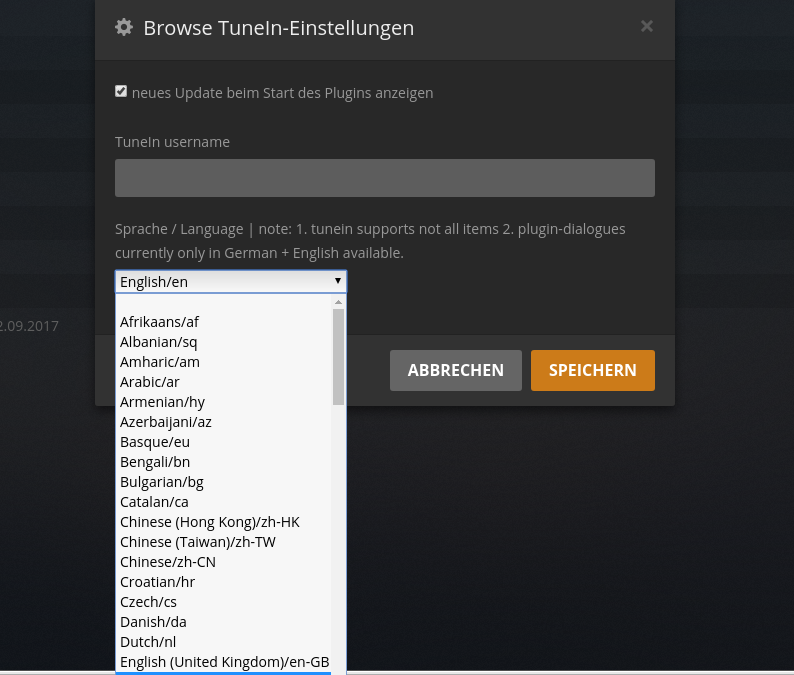 Browse TuneIn-Einstellungen
neues Update beim Start des Plugins anzeigen
TuneIn username
Sprache / Language | note: 1. tunein supports not all items 2. plugin-dialogues
currently only in German + English available.
English/en
2.09.2017
ABBRECHEN
SPEICHERN
Afrikaans/af
Albanian/sq
Amharic/am
Arabic/ar
Armenian/hy
Azerbaijani/az
Basque/eu
Bengali/bn
Bulgarian/bg
Catalan/ca
Chinese (Hong Kong)/zh-HK
Chinese (Taiwan)/zh-TW
Chinese/zh-CN
Croatian/hr
Czech/cs
Danish/da
Dutch/nl
English (United Kingdom)/en-GB